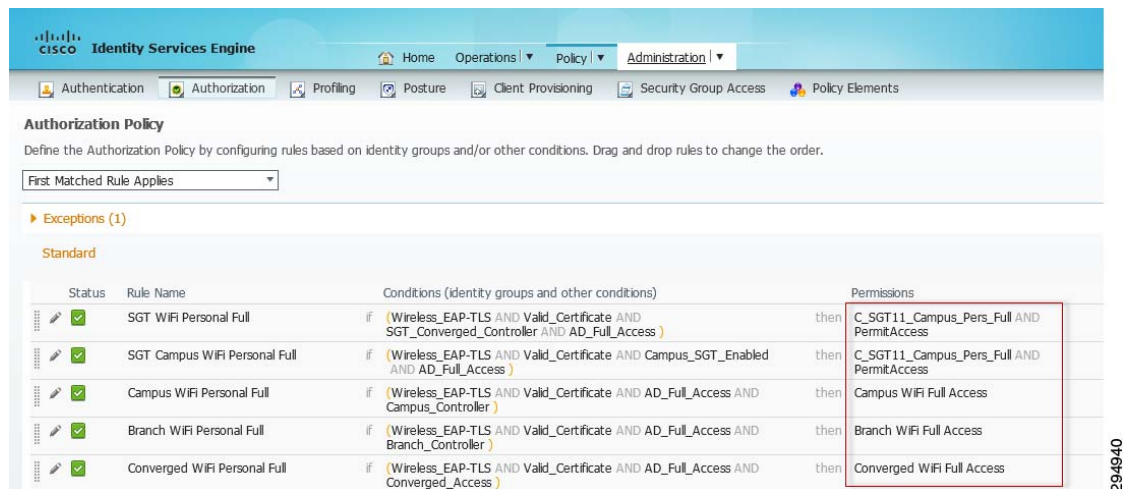 cisco Identity Services Engine
Home Operations ▼ Policy ▼ Administration ▼
Authentication Authorization Profiling Posture Client Provisioning Security Group Access Policy Elements
Authorization Policy
Define the Authorization Policy by configuring rules based on identity groups and/or other conditions. Drag and drop rules to change the order.
First Matched Rule Applies
Exceptions (1)
Standard
Status Rule Name Conditions (identity groups and other conditions) Permissions
SGT WiFi Personal Full if (Wireless_EAP-TLS AND Valid_Certificate AND then C_SGT11_Campus_Pers_Full AND
SGT_Converged_Controller AND AD_Full_Access ) PermitAccess
SGT Campus WiFi Personal Full if (Wireless_EAP-TLS AND Valid_Certificate AND Campus_SGT_Enabled then C_SGT11_Campus_Pers_Full AND
AND AD_Full_Access ) PermitAccess
Campus WiFi Personal Full if (Wireless_EAP-TLS AND Valid_Certificate AND AD_Full_Access AND then Campus WiFi Full Access
Campus_Controller )
Branch WiFi Personal Full if (Wireless_EAP-TLS AND Valid_Certificate AND AD_Full_Access AND then Branch WiFi Full Access
Branch_Controller )
Converged WiFi Personal Full if (Wireless_EAP-TLS AND Valid_Certificate AND AD_Full_Access AND then Converged WiFi Full Access
Converged_Access )
294940